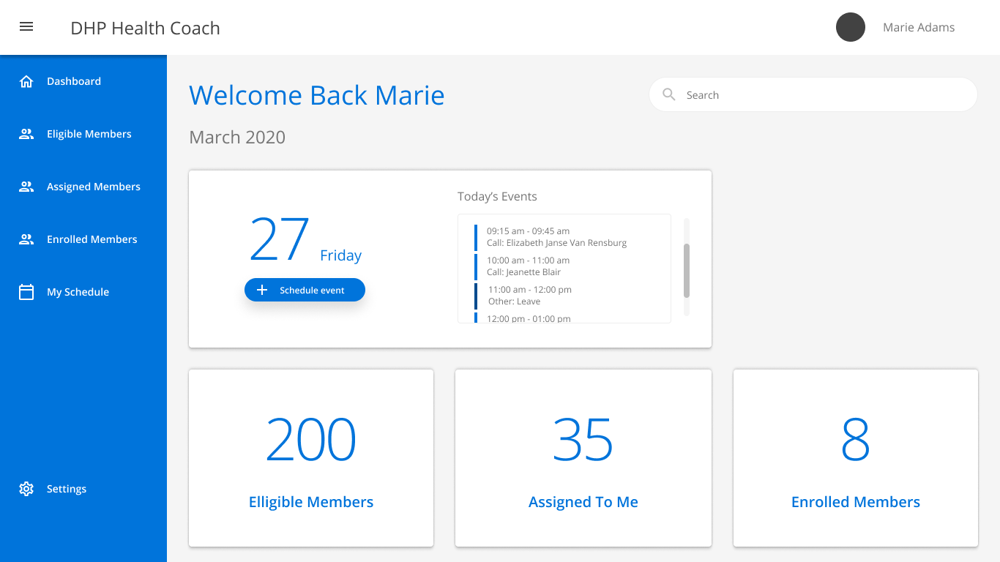 DHP Health Coach
Marie Adams
Dashboard
Eligible Members
Assigned Members
Enrolled Members
My Schedule
Settings
Welcome Back Marie
Search
March 2020
27 Friday
Schedule event
Today’s Events
09:15 am - 09:45 am
Call: Elizabeth Janse Van Rensburg
10:00 am - 11:00 am
Call: Jeanette Blair
11:00 am - 12:00 pm
Other: Leave
12:00 pm - 01:00 pm
200
Elligible Members
35
Assigned To Me
8
Enrolled Members